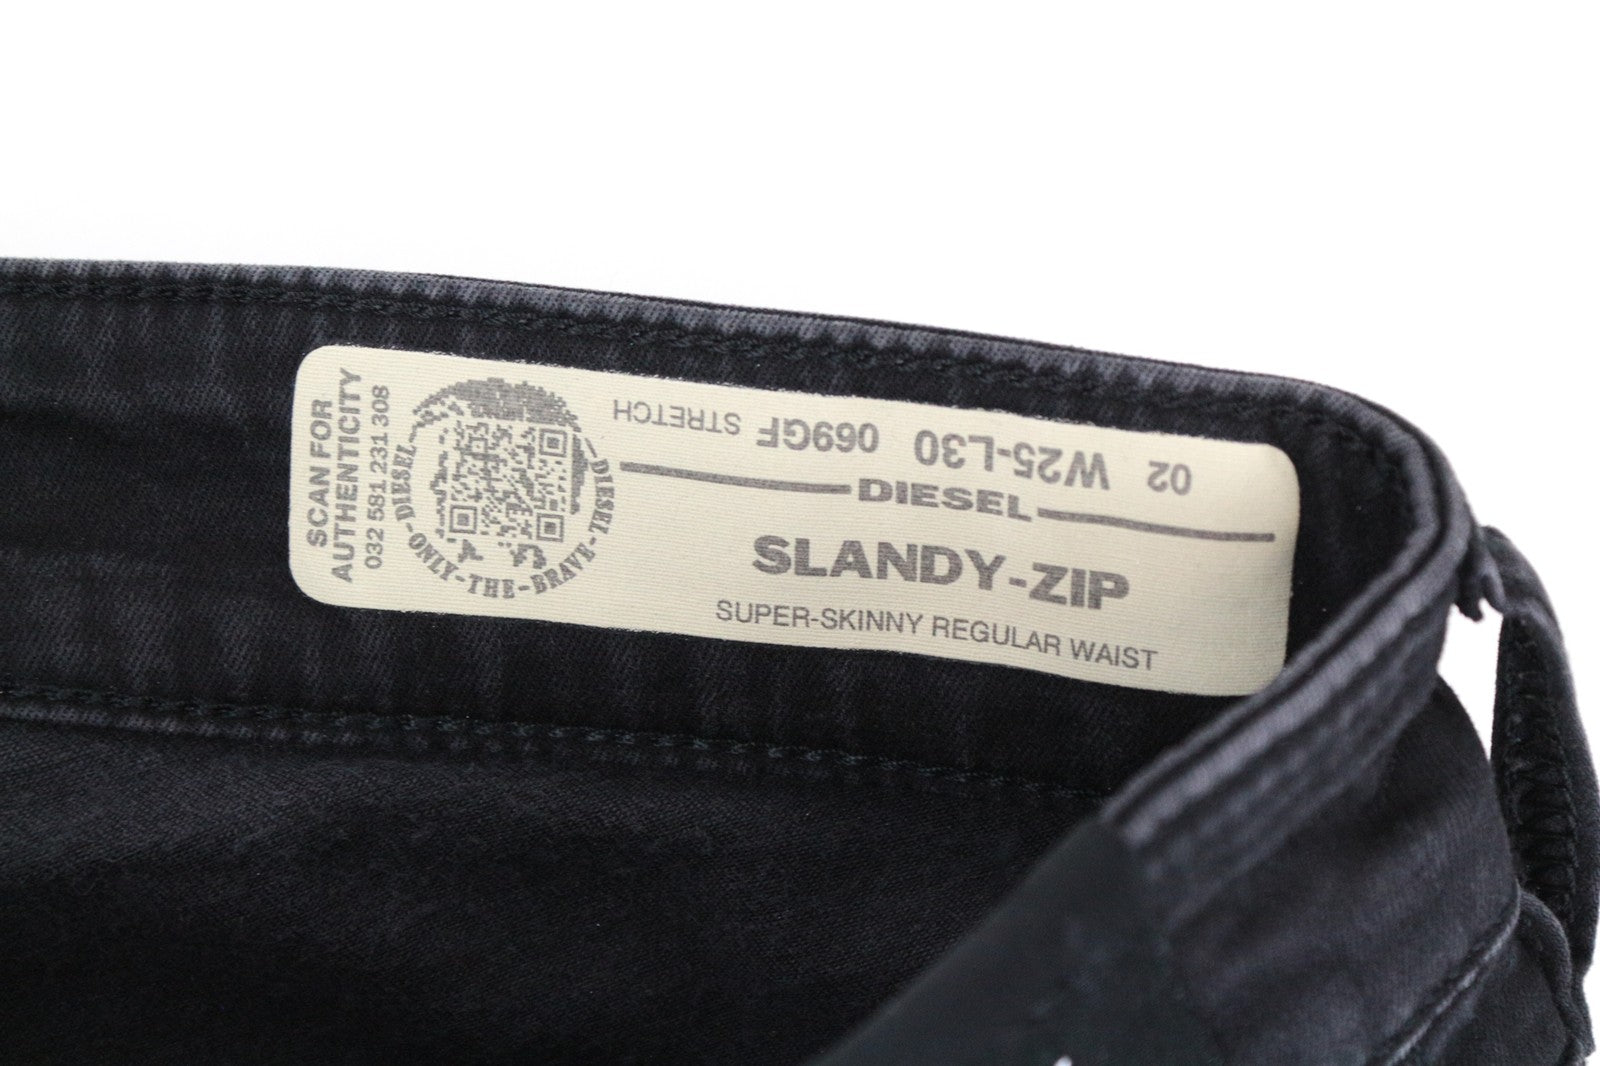 SCAN FOR
AUTHENTICITY
032 581 231 308
DIESEL-ONLY-THE-BRAVE-DIESEL
02 W25-L30 069GF STRETCH
DIESEL
SLANDY-ZIP
SUPER-SKINNY REGULAR WAIST